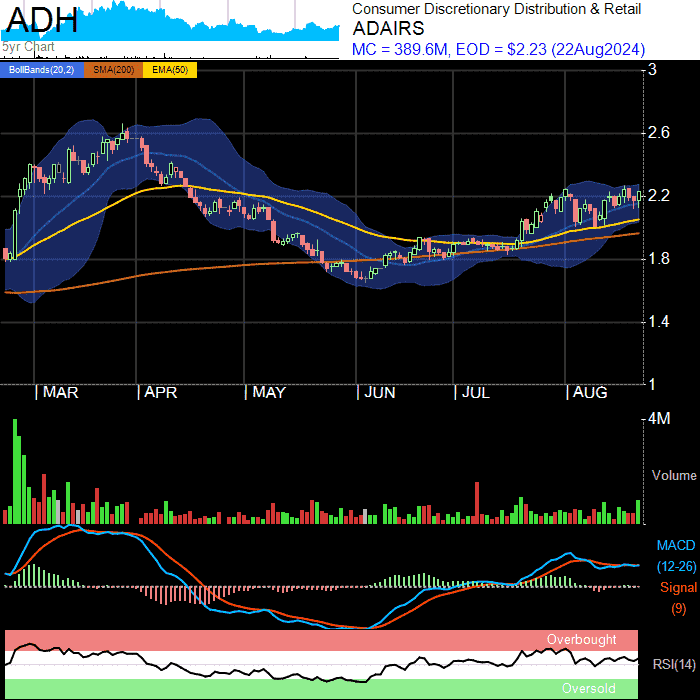 ADH
5yr Chart
Consumer Discretionary Distribution & Retail
ADAIRS
MC = 389.6M, EOD = $2.23 (22Aug2024)
BollBands(20,2) SMA(200) EMA(50)
3
2.6
2.2
1.8
1.4
1
MAR APR MAY JUN JUL AUG
4M
Volume
MACD
(12-26)
Signal
(9)
Overbought
RSI(14)
Oversold